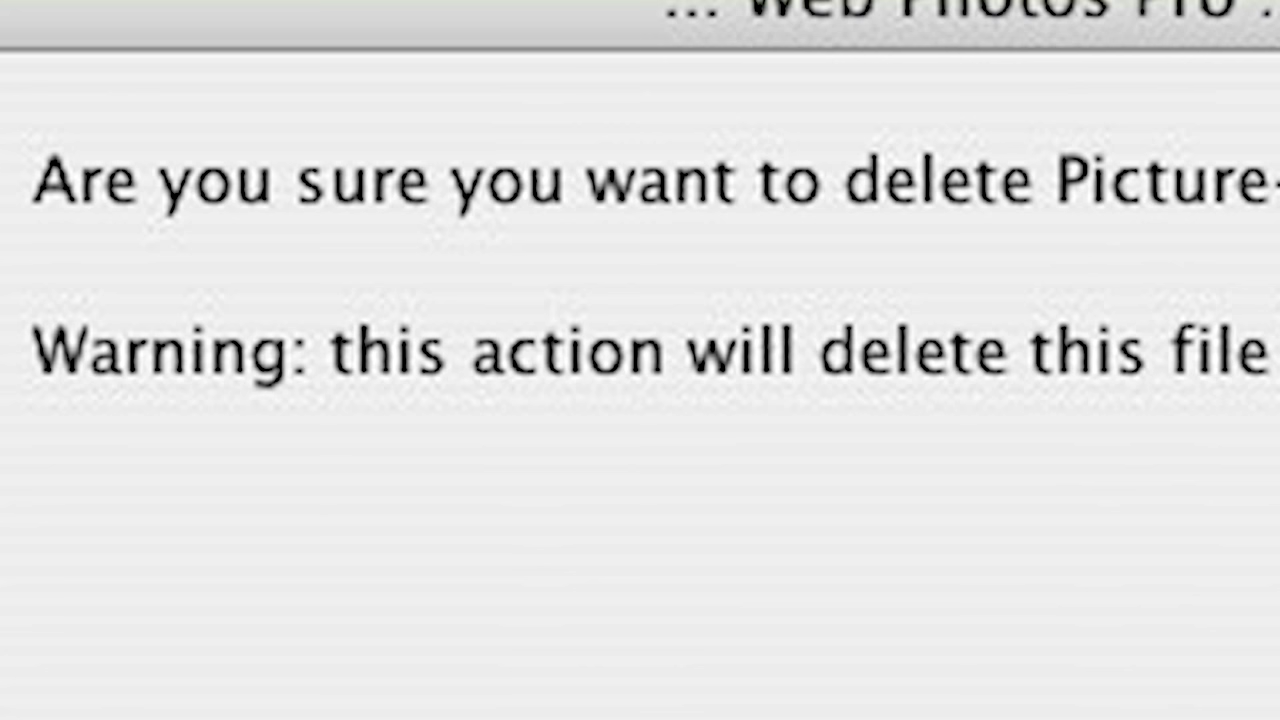 ... Web Photos Pro .
Are you sure you want to delete Picture-
Warning: this action will delete this file